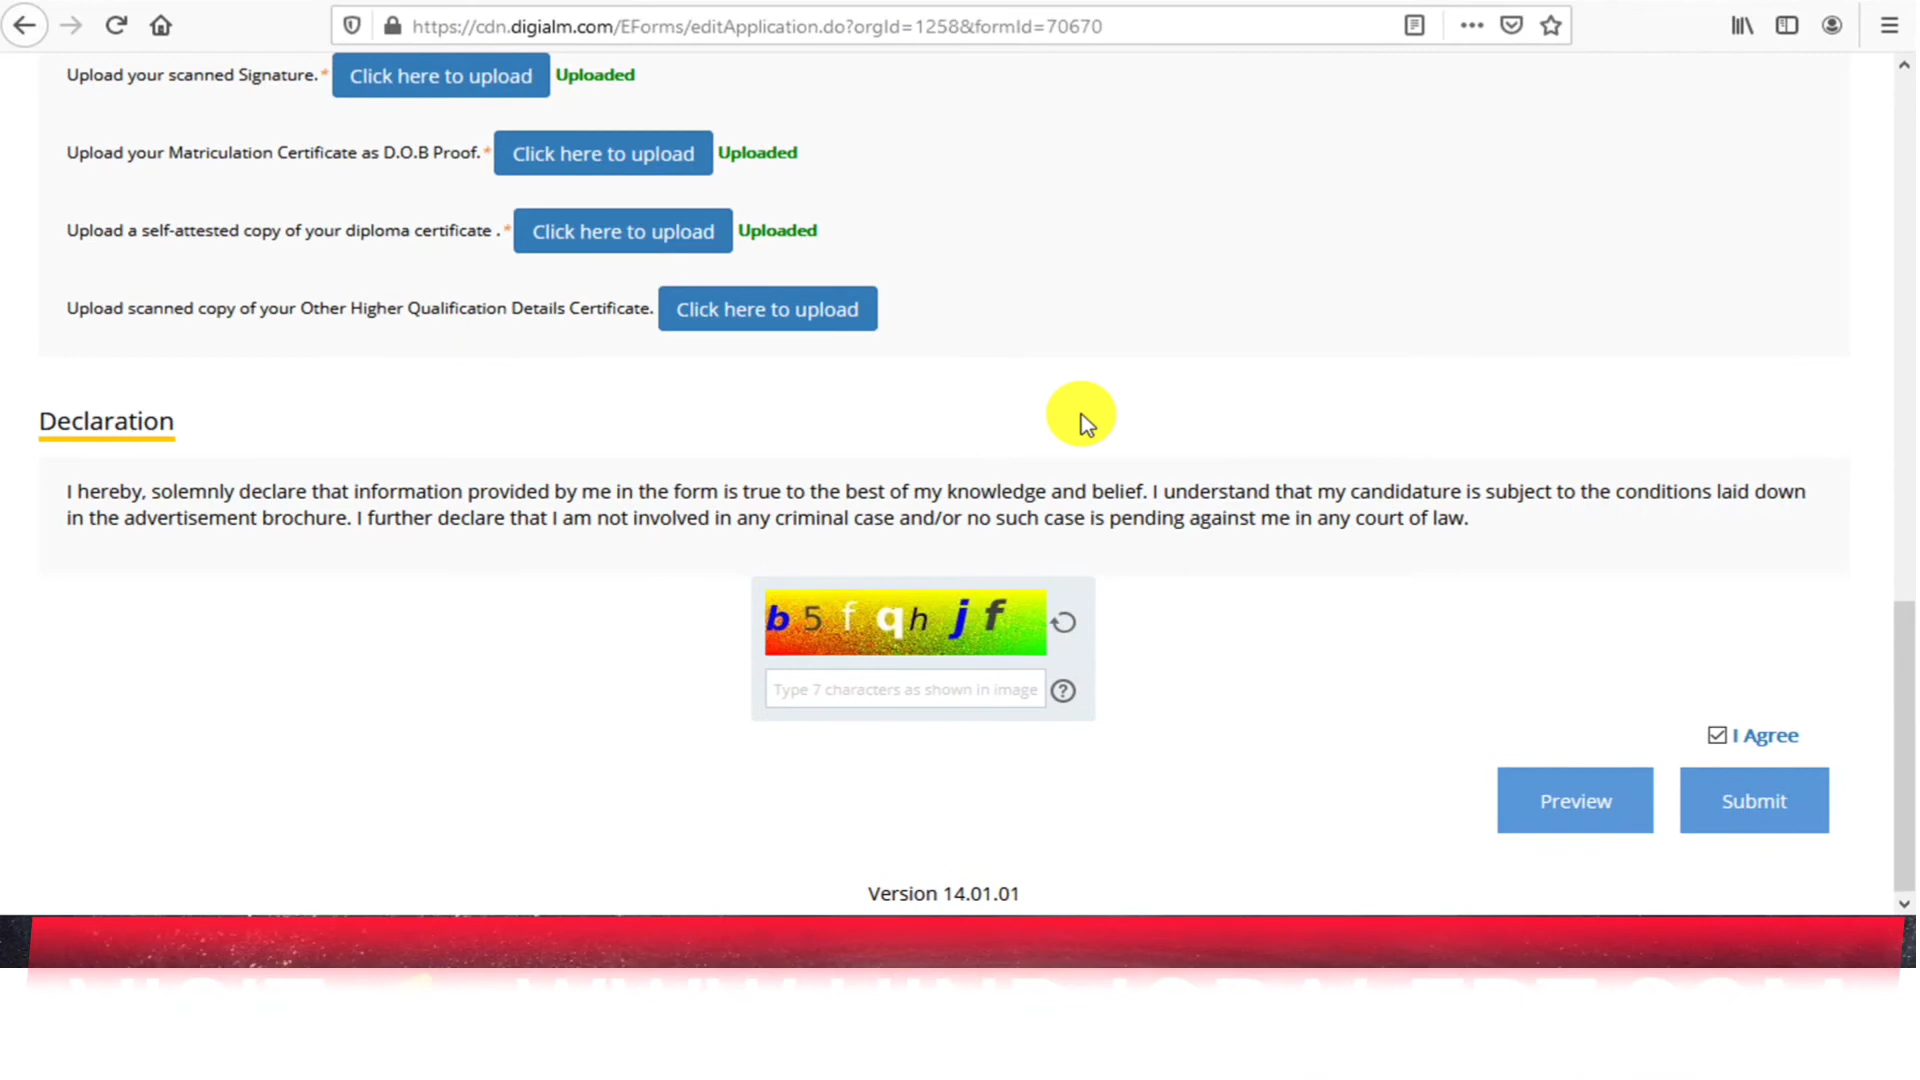 https://cdn.digialm.com/EForms/editApplication.do?orgId=1258&formId=70670
Upload your scanned Signature.* Click here to upload Uploaded
Upload your Matriculation Certificate as D.O.B Proof.* Click here to upload Uploaded
Upload a self-attested copy of your diploma certificate .* Click here to upload Uploaded
Upload scanned copy of your Other Higher Qualification Details Certificate. Click here to upload
Declaration
I hereby, solemnly declare that information provided by me in the form is true to the best of my knowledge and belief. I understand that my candidature is subject to the conditions laid down
in the advertisement brochure. I further declare that I am not involved in any criminal case and/or no such case is pending against me in any court of law.
b 5 f q h j f
Type 7 characters as shown in image
I Agree
Preview Submit
Version 14.01.01